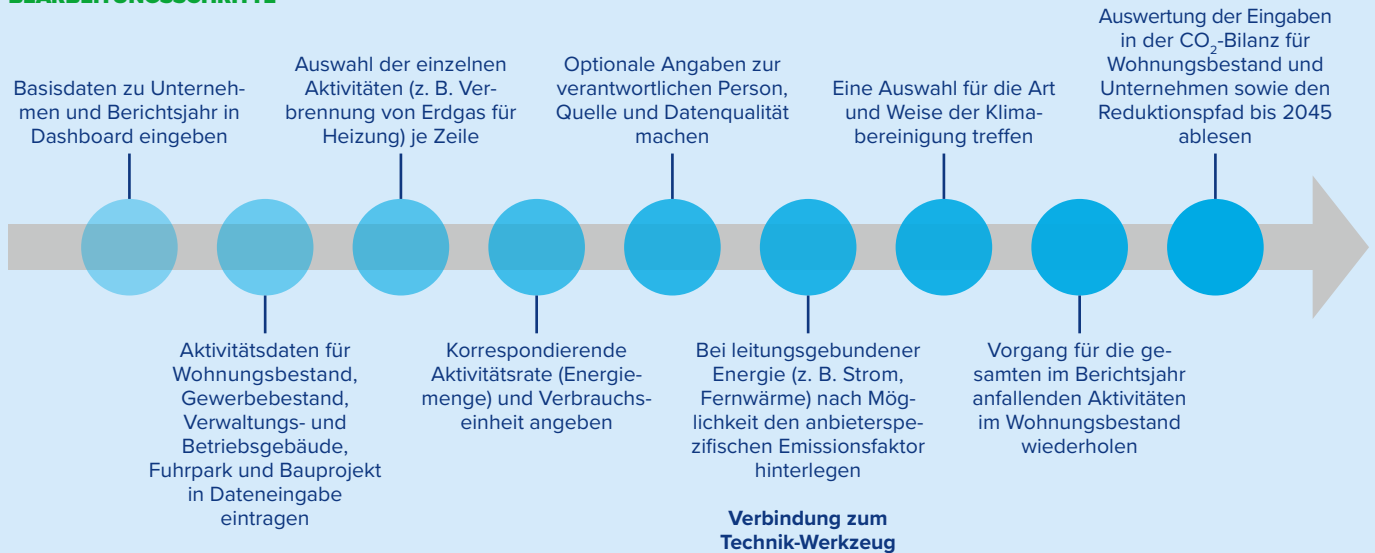 BEARBEITUNGSSCHRITTE
Basisdaten zu Unterneh-
men und Berichtsjahr in
Dashboard eingeben
Aktivitätsdaten für
Wohnungsbestand,
Gewerbebestand,
Verwaltungs- und
Betriebsgebäude,
Fuhrpark und Bauprojekt
in Dateneingabe
eintragen
Auswahl der einzelnen
Aktivitäten (z. B. Ver-
brennung von Erdgas für
Heizung) je Zeile
Korrespondierende
Aktivitätsrate (Energie-
menge) und Verbrauchs-
einheit angeben
Optionale Angaben zur
verantwortlichen Person,
Quelle und Datenqualität
machen
Bei leitungsgebundener
Energie (z. B. Strom,
Fernwärme) nach Mög-
lichkeit den anbieterspe-
zifischen Emissionsfaktor
hinterlegen
Verbindung zum
Technik-Werkzeug
Eine Auswahl für die Art
und Weise der Klima-
bereinigung treffen
Vorgang für die ge-
samten im Berichtsjahr
anfallenden Aktivitäten
im Wohnungsbestand
wiederholen
Auswertung der Eingaben
in der CO₂-Bilanz für
Wohnungsbestand und
Unternehmen sowie den
Reduktionspfad bis 2045
ablesen